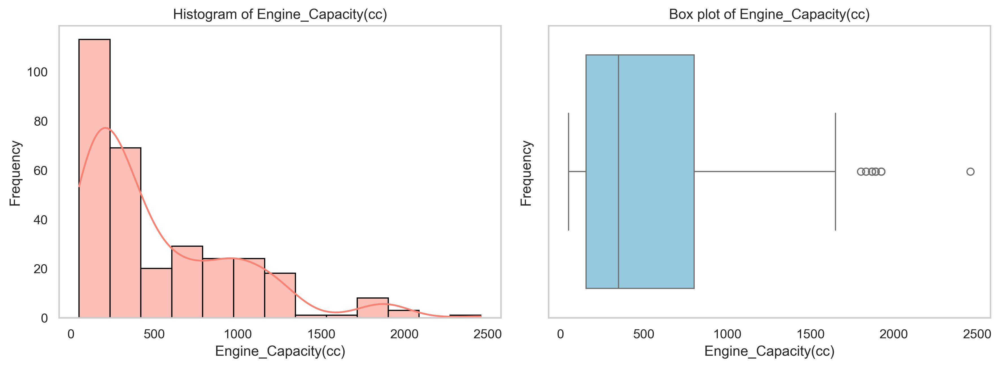 Histogram of Engine_Capacity(cc)
Frequency
100
80
60
40
20
0
0 500 1000 1500 2000 2500
Engine_Capacity(cc)
Box plot of Engine_Capacity(cc)
Frequency
0 500 1000 1500 2000 2500
Engine_Capacity(cc)